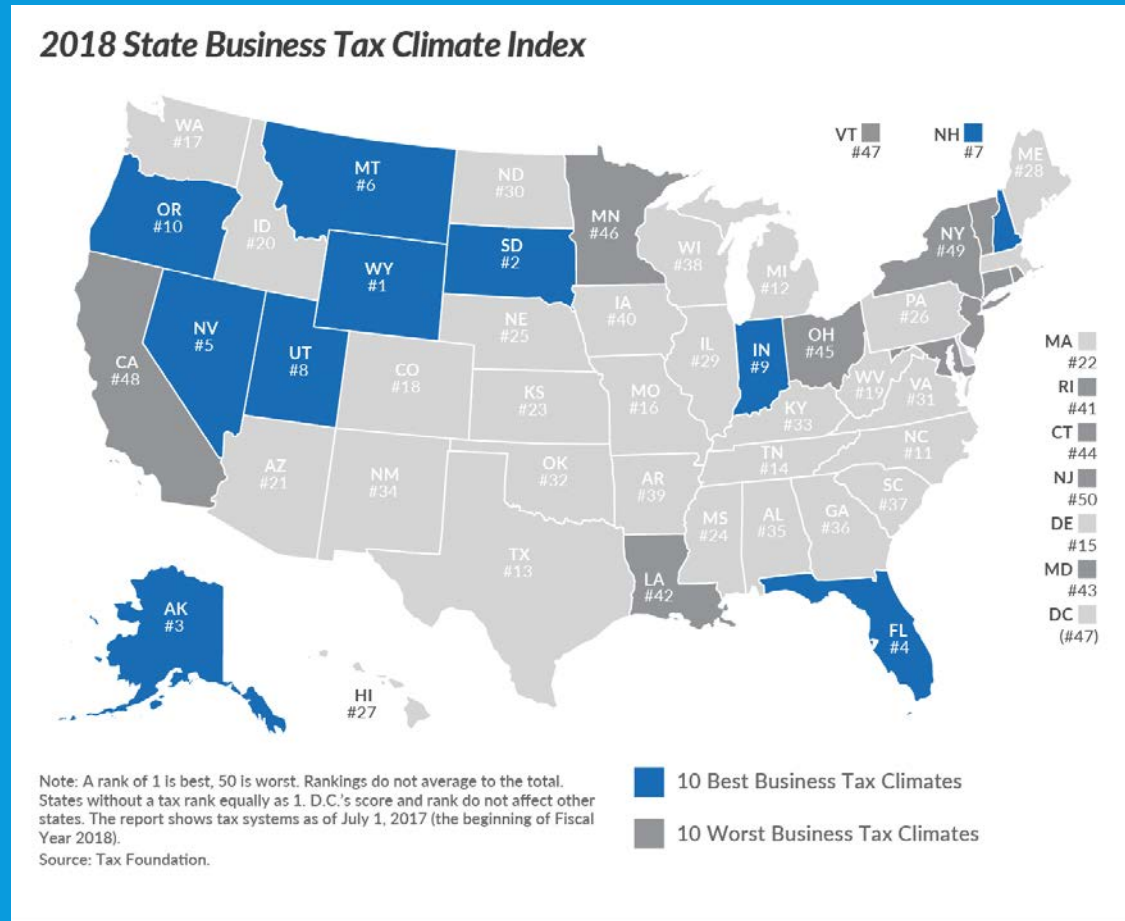 2018 State Business Tax Climate Index
WA
#17
MT
#6
ND
#30
MN
#46
VT
#47
NH
#7
ME
#28
OR
#10
ID
#20
WY
#1
SD
#2
WI
#38
MI
#12
NY
#49
NV
#5
UT
#8
CA
#48
CO
#18
NE
#25
IA
#40
IL
#29
IN
#9
OH
#45
PA
#26
KS
#23
MO
#16
KY
#33
WV
#19
VA
#31
AZ
#21
NM
#34
OK
#32
AR
#39
TN
#14
NC
#11
SC
#37
TX
#13
LA
#42
MS
#24
AL
#35
GA
#36
FL
#4
AK
#3
HI
#27
MA
#22
RI
#41
CT
#44
NJ
#50
DE
#15
MD
#43
DC
(#47)
Note: A rank of 1 is best, 50 is worst. Rankings do not average to the total.
States without a tax rank equally as 1. D.C.'s score and rank do not affect other
states. The report shows tax systems as of July 1, 2017 (the beginning of Fiscal
Year 2018).
Source: Tax Foundation.
10 Best Business Tax Climates
10 Worst Business Tax Climates